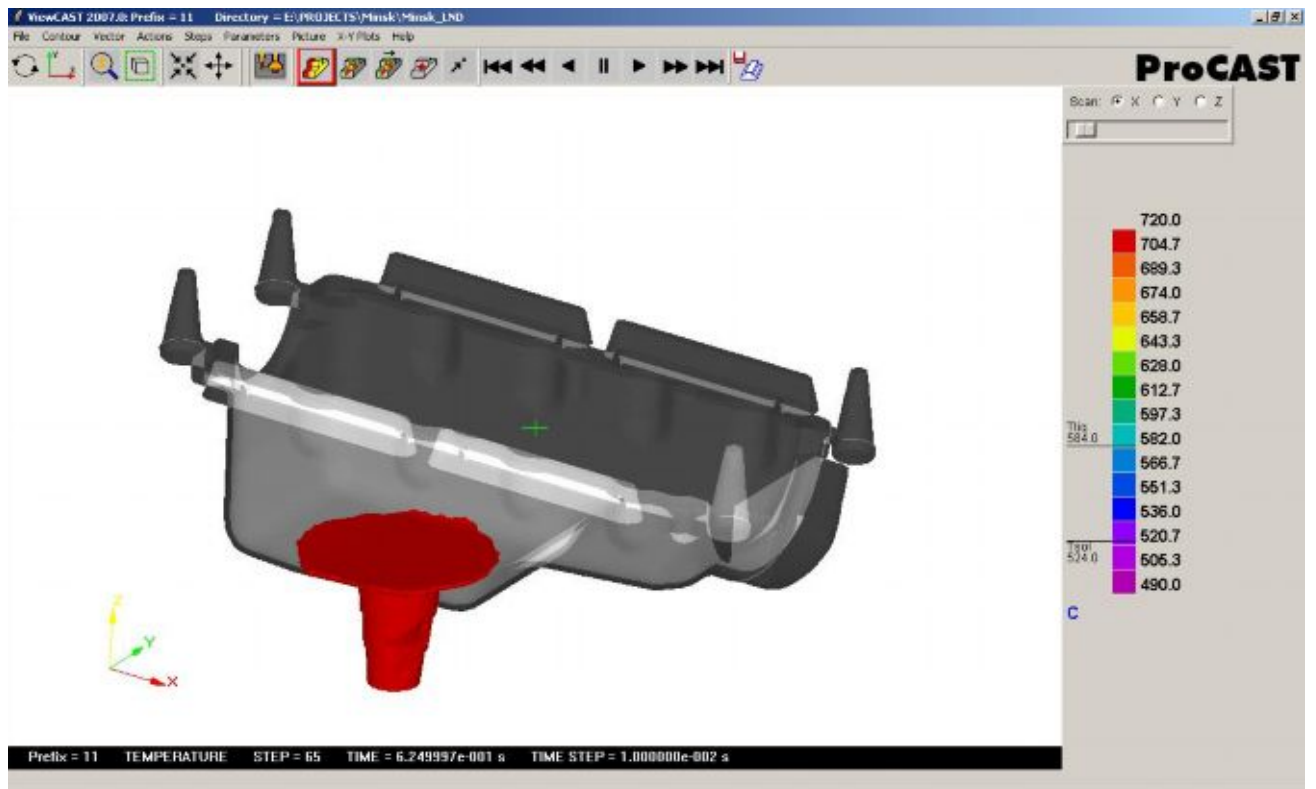 ViewCAST 2007.0: Prefix = 11 Directory = E:\PROJECTS\Minsk\Minsk_LND
File Contour Vector Actions Steps Parameters Picture X-Y Plots Help
ProCAST
Scan: X Y Z
720.0
704.7
689.3
674.0
658.7
643.3
628.0
612.7
597.3
Tliq
584.0
582.0
566.7
551.3
536.0
520.7
Tsol
524.0
505.3
490.0
C
Z
Y
X
Prefix = 11 TEMPERATURE STEP = 65 TIME = 6.249997e-001 s TIME STEP = 1.000000e-002 s